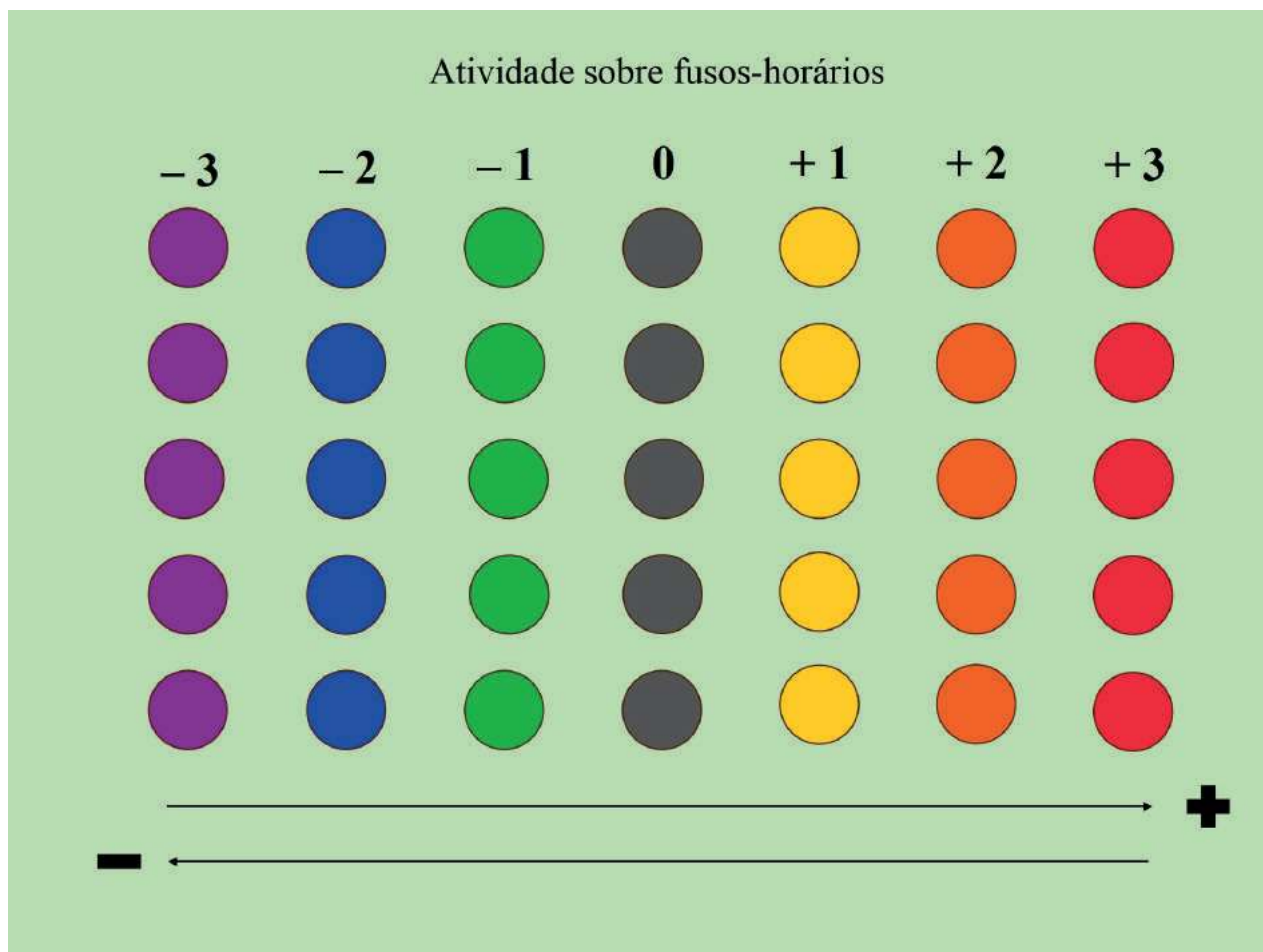 Atividade sobre fusos-horários
– 3 – 2 – 1 0 + 1 + 2 + 3
+
–